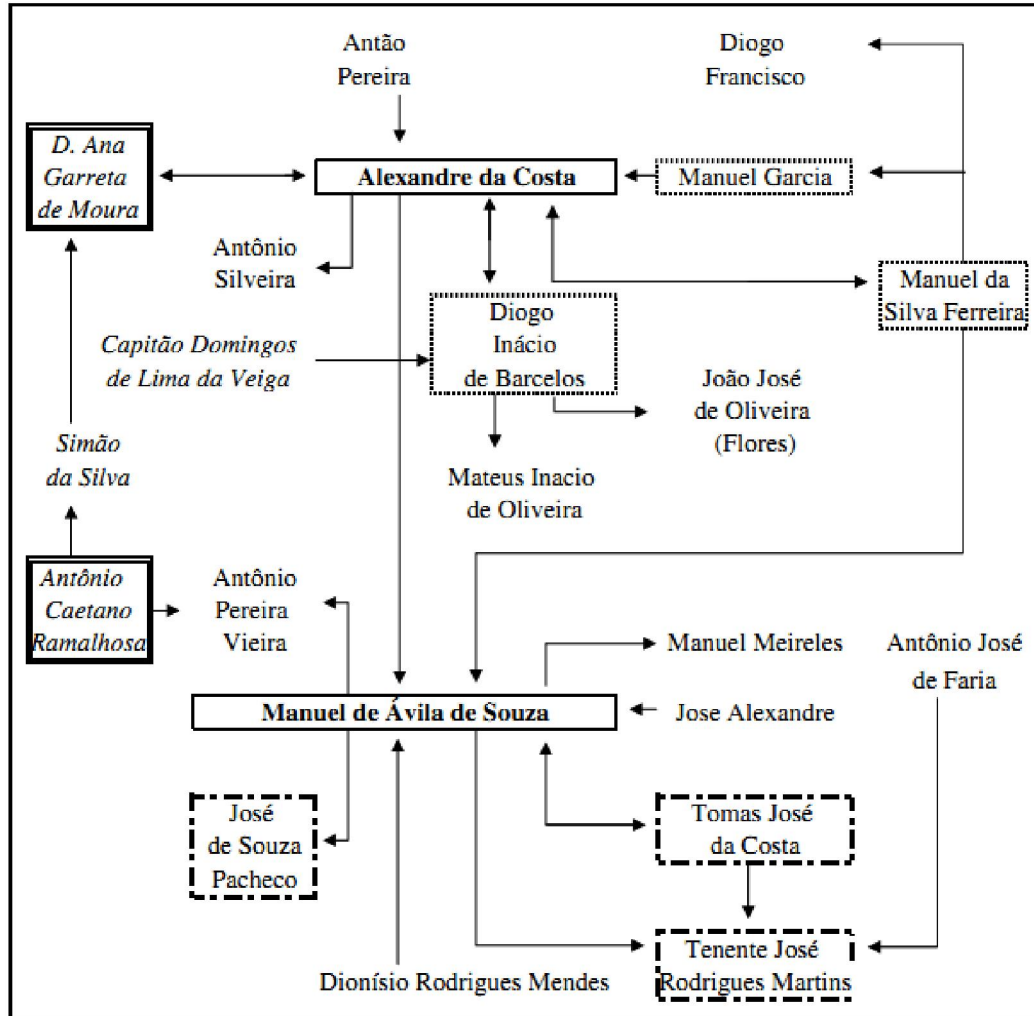 Antão
Pereira
Diogo
Francisco
D. Ana
Garreta
de Moura
Alexandre da Costa
Manuel Garcia
Antônio
Silveira
Manuel da
Silva Ferreira
Diogo
Inácio
de Barcelos
Capitão Domingos
de Lima da Veiga
João José
de Oliveira
(Flores)
Simão
da Silva
Mateus Inacio
de Oliveira
Antônio
Caetano
Ramalhosa
Antônio
Pereira
Vieira
Manuel Meireles
Antônio José
de Faria
Manuel de Ávila de Souza
Jose Alexandre
José
de Souza
Pacheco
Tomas José
da Costa
Dionísio Rodrigues Mendes
Tenente José
Rodrigues Martins